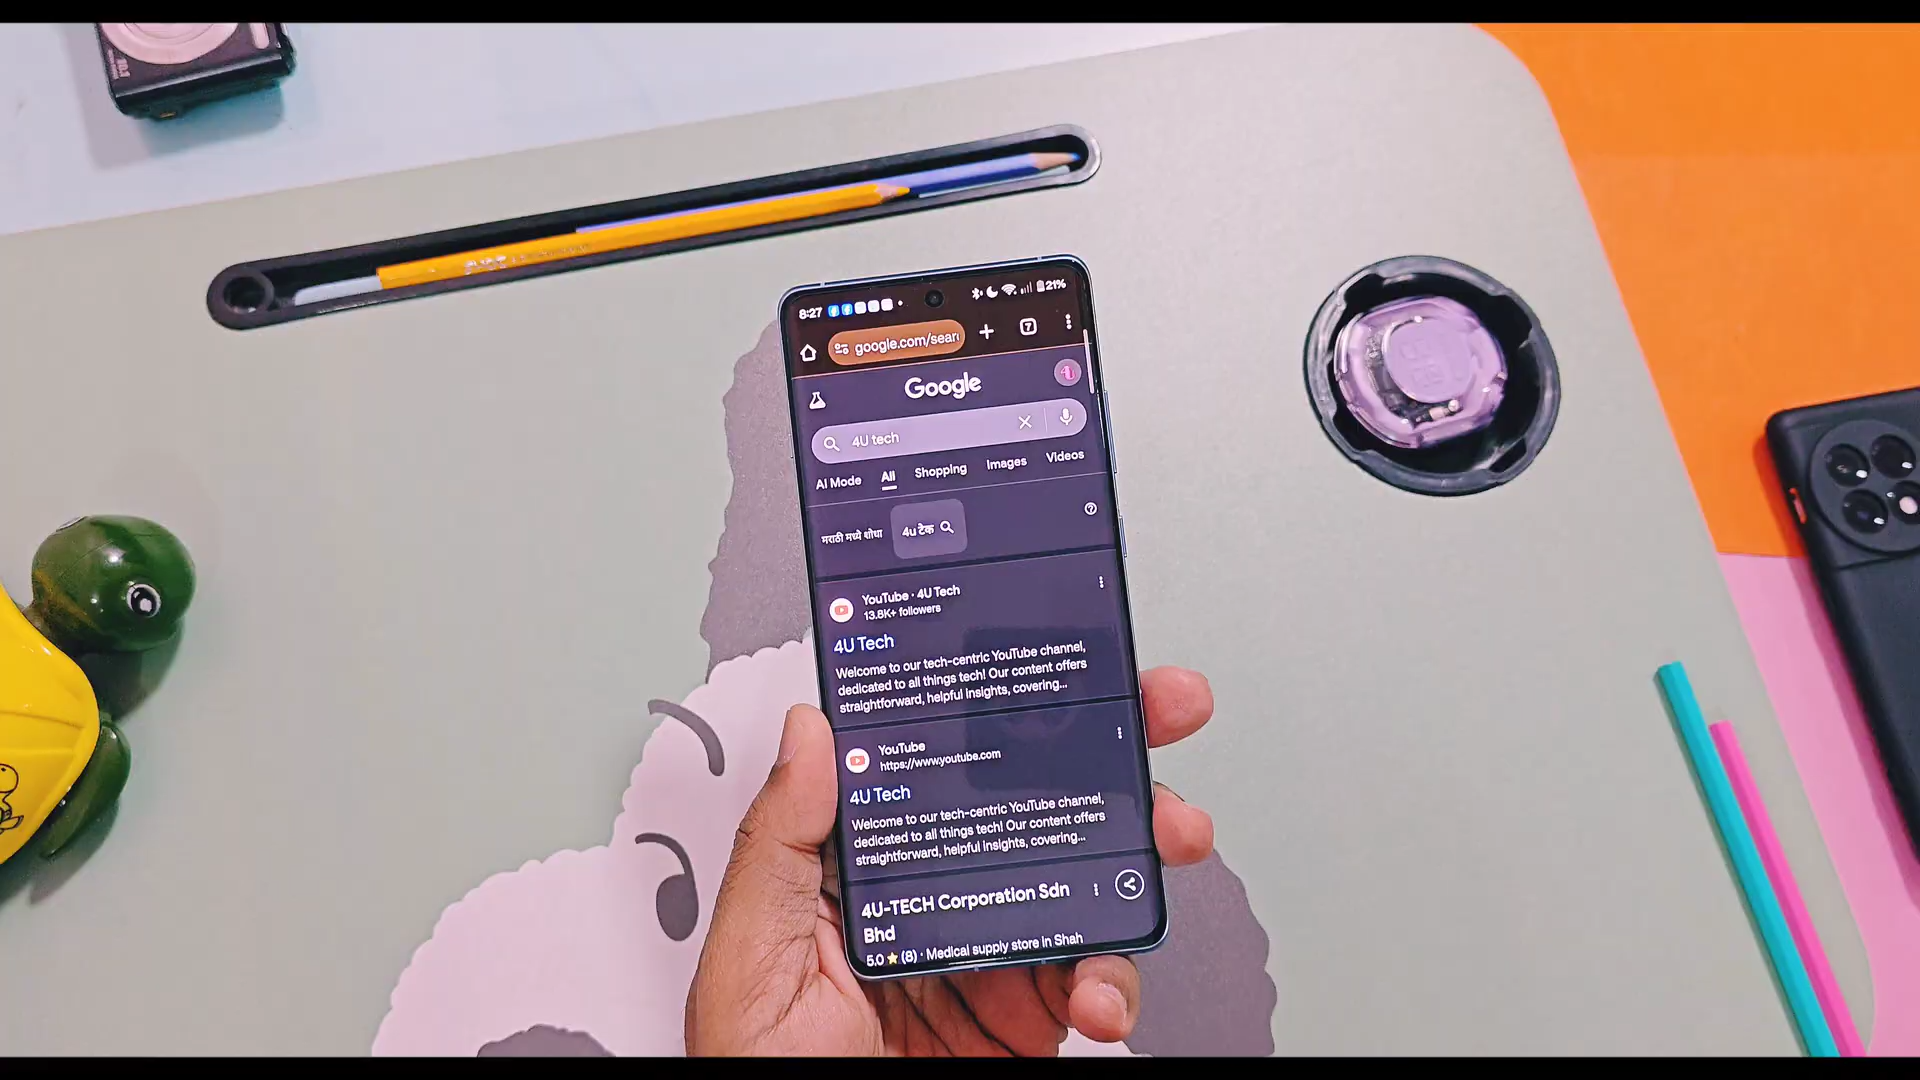 8:27
21%
google.com/sear
7
Google
4U tech
AI Mode
All
Shopping
Images
Videos
मराठी मध्ये शोधा
4u टेक
YouTube · 4U Tech
13.8K+ followers
4U Tech
Welcome to our tech-centric YouTube channel,
dedicated to all things tech! Our content offers
straightforward, helpful insights, covering...
YouTube
https://www.youtube.com
4U Tech
Welcome to our tech-centric YouTube channel,
dedicated to all things tech! Our content offers
straightforward, helpful insights, covering...
4U-TECH Corporation Sdn
Bhd
5.0 ★ (8) · Medical supply store in Shah